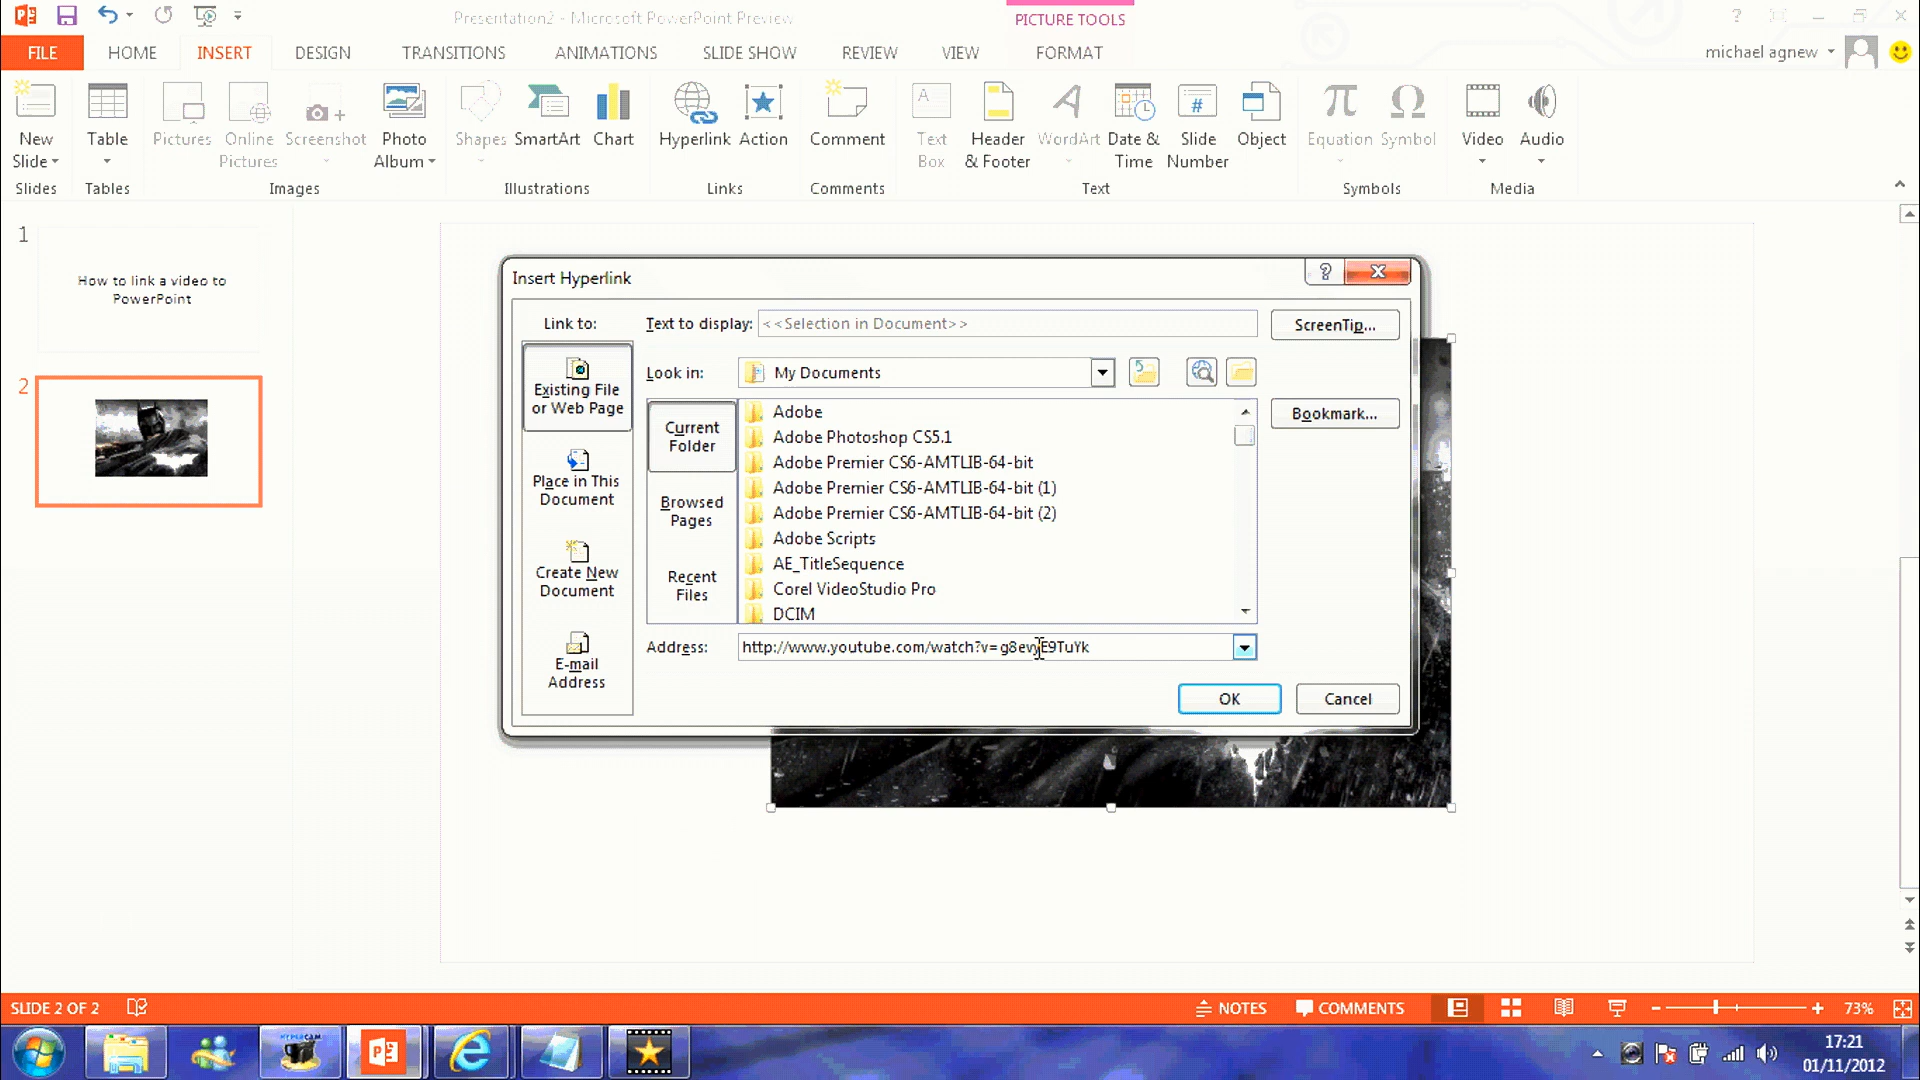 Presentation2 - Microsoft PowerPoint Preview
PICTURE TOOLS
?
FILE HOME INSERT DESIGN TRANSITIONS ANIMATIONS SLIDE SHOW REVIEW VIEW FORMAT
michael agnew
New Slide
Table
Pictures
Online Pictures
Screenshot
Photo Album
Shapes
SmartArt
Chart
Hyperlink
Action
Comment
Text Box
Header & Footer
WordArt
Date & Time
Slide Number
Object
Equation
Symbol
Video
Audio
Slides Tables Images Illustrations Links Comments Text Symbols Media
1
How to link a video to
PowerPoint
2
Insert Hyperlink
?
Link to:
Text to display: <<Selection in Document>>
ScreenTip...
Existing File
or Web Page
Look in: My Documents
Bookmark...
Current
Folder
Adobe
Adobe Photoshop CS5.1
Adobe Premier CS6-AMTLIB-64-bit
Adobe Premier CS6-AMTLIB-64-bit (1)
Adobe Premier CS6-AMTLIB-64-bit (2)
Adobe Scripts
AE_TitleSequence
Corel VideoStudio Pro
DCIM
Place in This
Document
Browsed
Pages
Create New
Document
Recent
Files
E-mail
Address
Address: http://www.youtube.com/watch?v=g8evyE9TuYk
OK
Cancel
SLIDE 2 OF 2
NOTES
COMMENTS
73%
HYPERCAM
17:21
01/11/2012